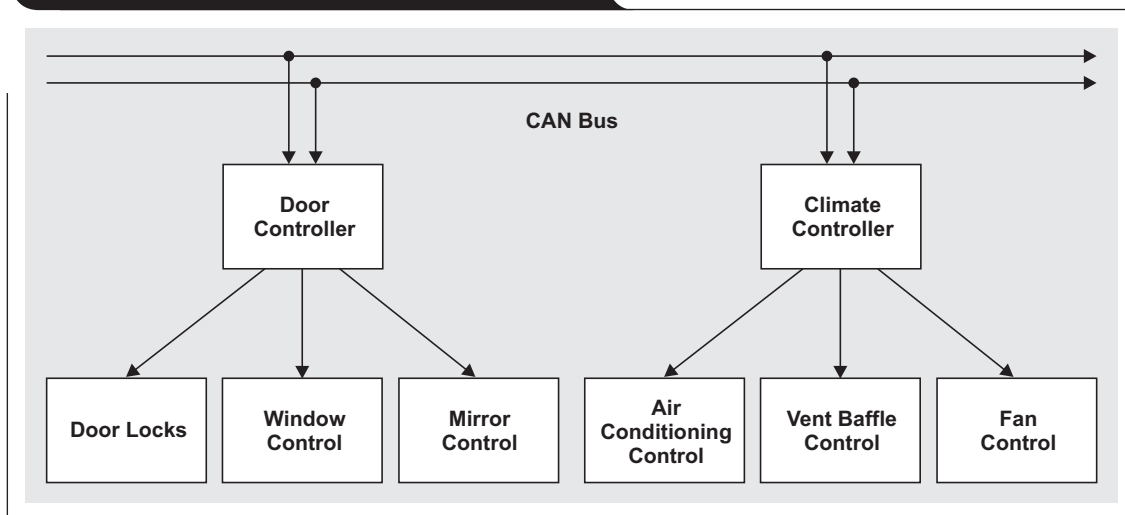 CAN Bus
Door
Controller
Climate
Controller
Door Locks
Window
Control
Mirror
Control
Air
Conditioning
Control
Vent Baffle
Control
Fan
Control